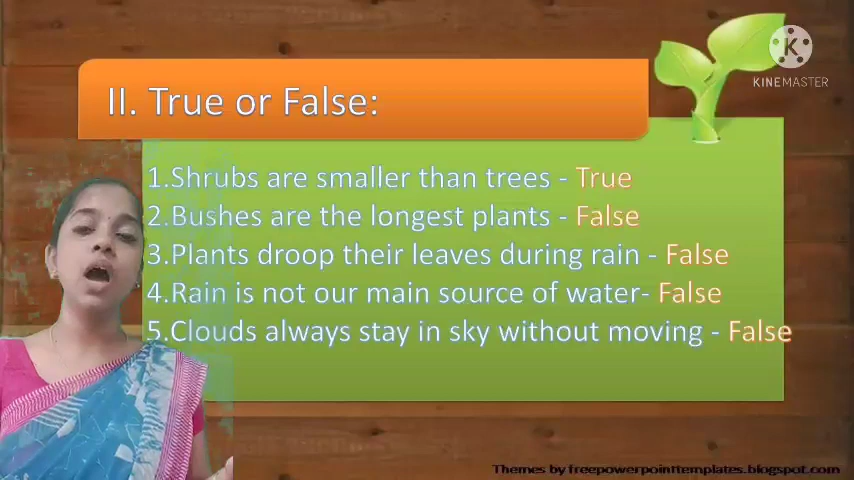 KINEMASTER
II. True or False:
1.Shrubs are smaller than trees - True
2.Bushes are the longest plants - False
3.Plants droop their leaves during rain - False
4.Rain is not our main source of water- False
5.Clouds always stay in sky without moving - False
Themes by freepowerpointtemplates.blogspot.com